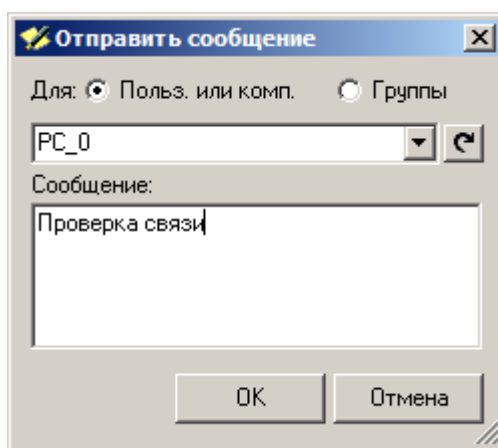 Отправить сообщение
Для: Польз. или комп. Группы
PC_0
Сообщение:
Проверка связи
OK Отмена